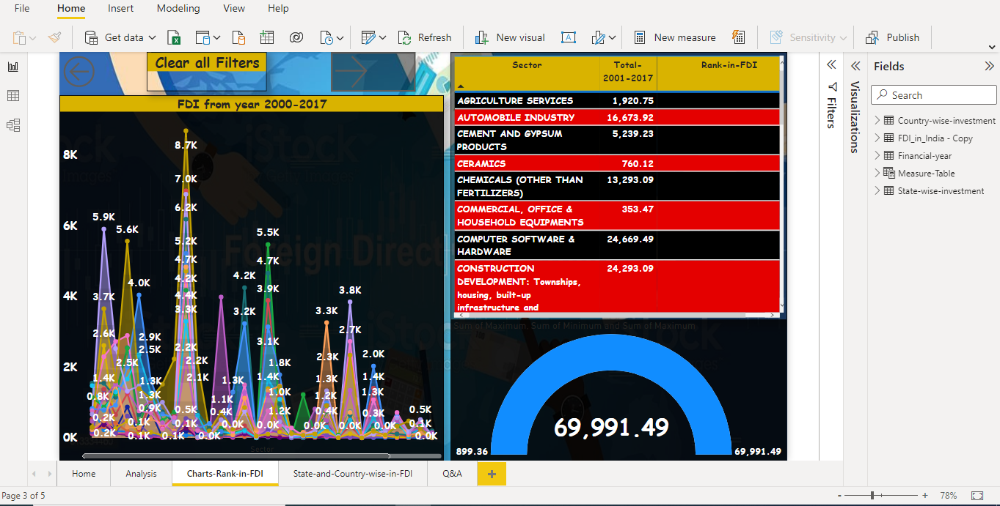 File Home Insert Modeling View Help
Get data Refresh New visual New measure Sensitivity Publish
Clear all Filters
FDI from year 2000-2017
8K
6K
4K
2K
0K
8.7K
7.0K
6.2K
5.9K
5.6K
5.2K
5.5K
4.7K
4.7K
4.2K
4.2K
4.0K
3.9K
3.8K
3.7K
4.4K
3.3K
3.2K
3.3K
2.6K
2.9K
3.1K
2.7K
2.5K
2.5K
2.2K
2.2K
2.1K
1.8K
2.3K
2.0K
1.4K
1.3K
1.3K
1.3K
1.4K
1.3K
1.4K
0.8K
1.3K
0.9K
1.1K
1.0K
1.2K
1.2K
0.2K
0.1K
0.5K
0.4K
0.4K
0.3K
0.5K
0.2K
0.1K
0.1K
0.1K
0.0K
0.0K
0.0K
0.0K
0.0K
0.0K
0.1K
0.0K
Sector
iStock
Foreign Direct
Sector Total-2001-2017 Rank-in-FDI
AGRICULTURE SERVICES 1,920.75
AUTOMOBILE INDUSTRY 16,673.92
CEMENT AND GYPSUM 5,239.23
PRODUCTS
CERAMICS 760.12
CHEMICALS (OTHER THAN 13,293.09
FERTILIZERS)
COMMERCIAL, OFFICE & 353.47
HOUSEHOLD EQUIPMENTS
COMPUTER SOFTWARE & 24,669.49
HARDWARE
CONSTRUCTION 24,293.09
DEVELOPMENT: Townships,
housing, built-up
infrastructure and
Sum of Maximum, Sum of Minimum and Sum of Maximum
69,991.49
899.36
69,991.49
Filters
Visualizations
Fields
Search
Country-wise-investment
FDI_in_India - Copy
Financial-year
Measure-Table
State-wise-investment
Home Analysis Charts-Rank-in-FDI State-and-Country-wise-in-FDI Q&A +
Page 3 of 5
- + 78%